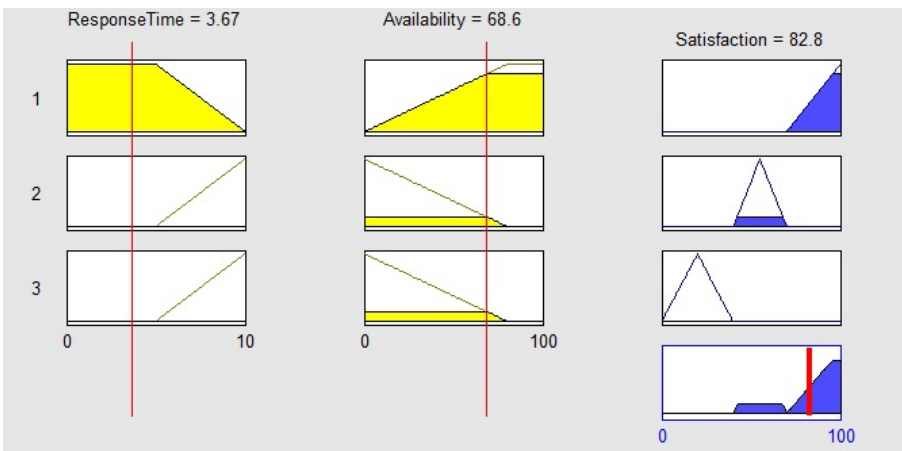 ResponseTime = 3.67
Availability = 68.6
Satisfaction = 82.8
1
2
3
0 10
0 100
0 100